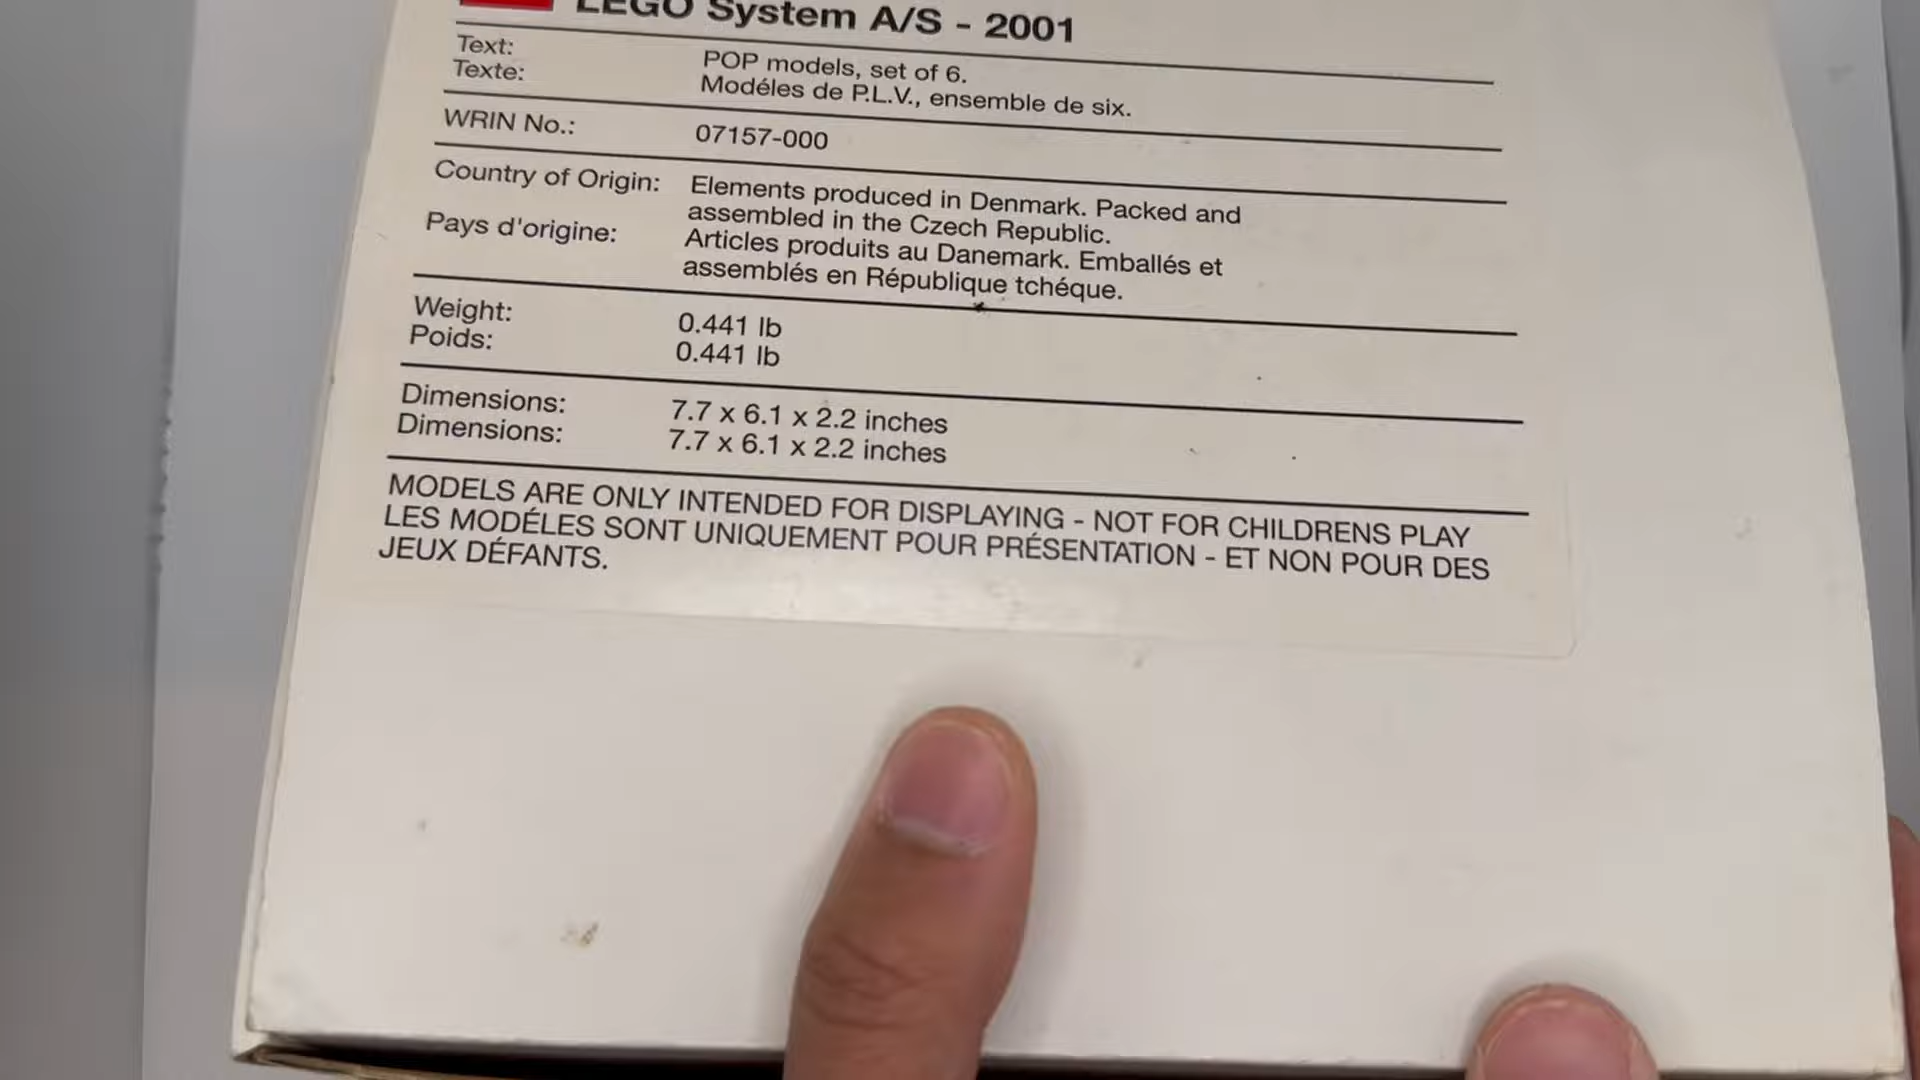 LEGO System A/S - 2001
Text: POP models, set of 6.
Texte: Modéles de P.L.V., ensemble de six.
WRIN No.: 07157-000
Country of Origin: Elements produced in Denmark. Packed and
assembled in the Czech Republic.
Pays d'origine: Articles produits au Danemark. Emballés et
assemblés en République tchéque.
Weight: 0.441 lb
Poids: 0.441 lb
Dimensions: 7.7 x 6.1 x 2.2 inches
Dimensions: 7.7 x 6.1 x 2.2 inches
MODELS ARE ONLY INTENDED FOR DISPLAYING - NOT FOR CHILDRENS PLAY
LES MODÉLES SONT UNIQUEMENT POUR PRÉSENTATION - ET NON POUR DES
JEUX DÉFANTS.